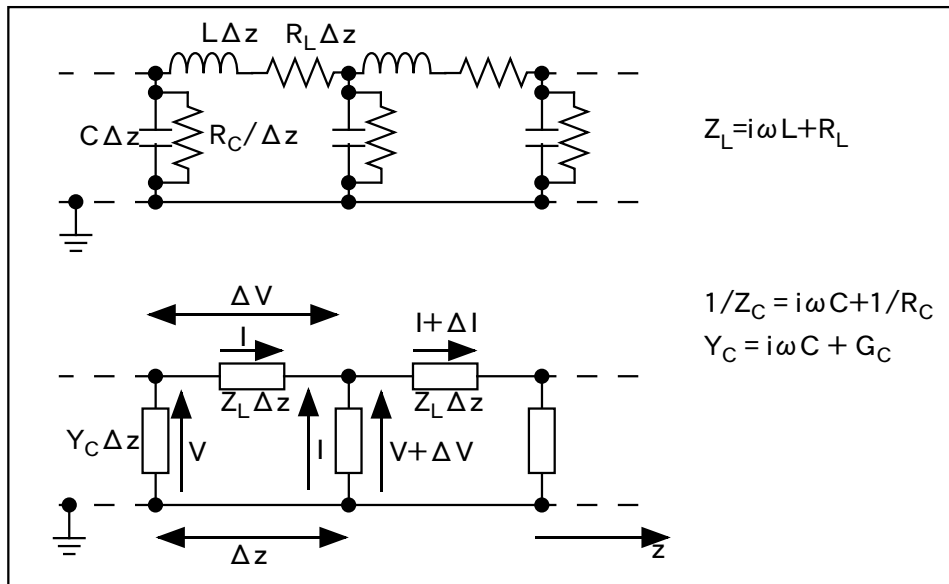 LΔz R_LΔz
CΔz R_C/Δz
Z_L=iωL+R_L
ΔV
1/Z_C = iωC+1/R_C
I I+ΔI
Y_C = iωC + G_C
Z_LΔz Z_LΔz
Y_CΔz V I V+ΔV
Δz z